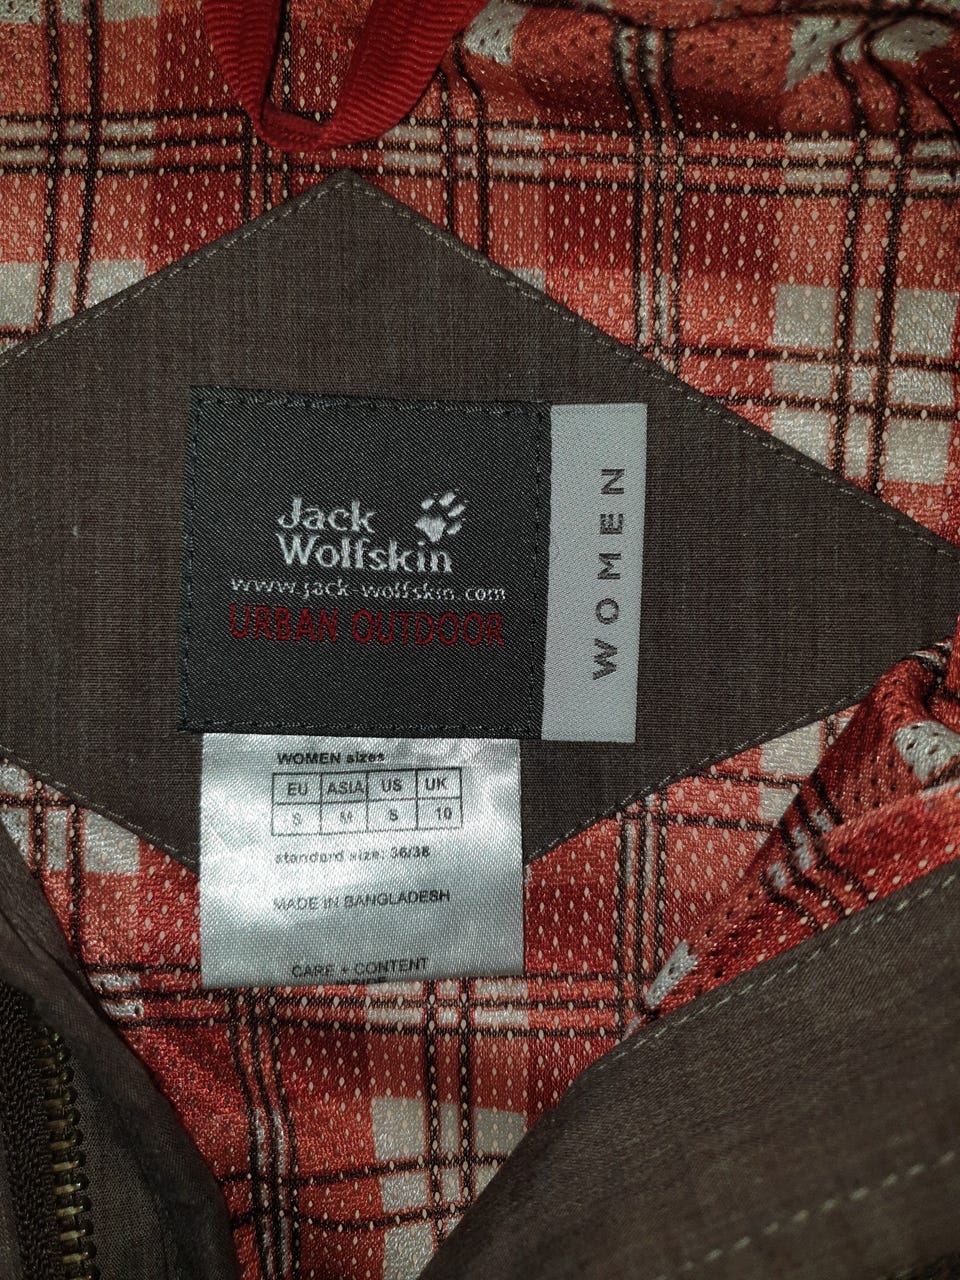 Jack
Wolfskin
www.jack-wolfskin.com
URBAN OUTDOOR
WOMEN
WOMEN sizes
EU ASIA US UK
S M S 10
standard size: 36/38
MADE IN BANGLADESH
CARE + CONTENT